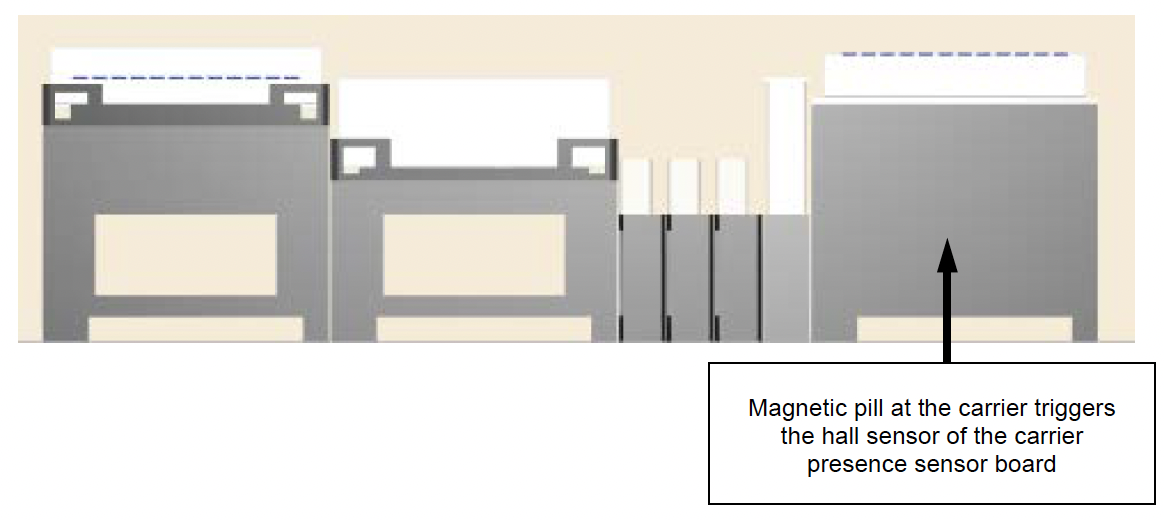 Magnetic pill at the carrier triggers
the hall sensor of the carrier
presence sensor board